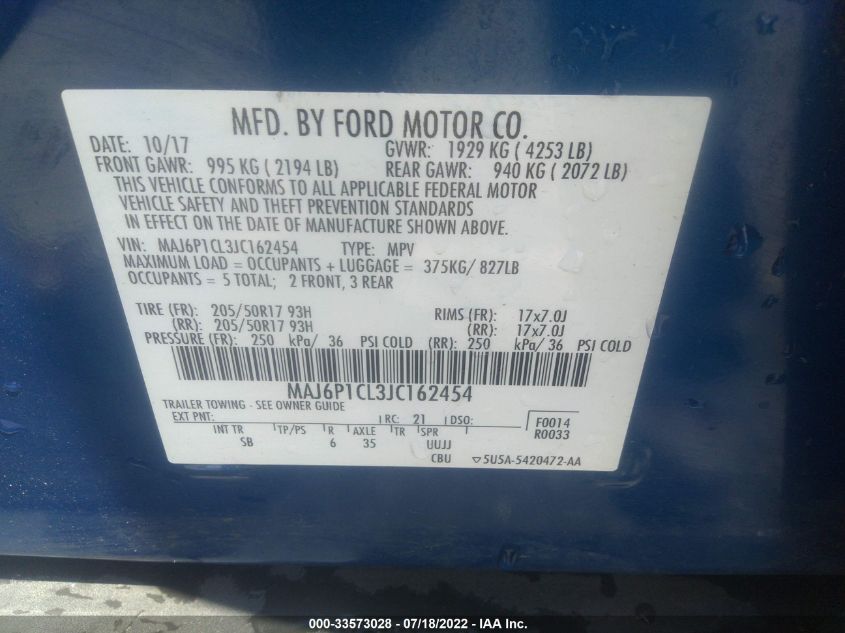 MFD. BY FORD MOTOR CO.
DATE: 10/17 GVWR: 1929 KG ( 4253 LB)
FRONT GAWR: 995 KG ( 2194 LB) REAR GAWR: 940 KG ( 2072 LB)
THIS VEHICLE CONFORMS TO ALL APPLICABLE FEDERAL MOTOR
VEHICLE SAFETY AND THEFT PREVENTION STANDARDS
IN EFFECT ON THE DATE OF MANUFACTURE SHOWN ABOVE.
VIN: MAJ6P1CL3JC162454 TYPE: MPV
MAXIMUM LOAD = OCCUPANTS + LUGGAGE = 375KG/ 827LB
OCCUPANTS = 5 TOTAL; 2 FRONT, 3 REAR
TIRE (FR): 205/50R17 93H RIMS (FR): 17x7.0J
(RR): 205/50R17 93H (RR): 17x7.0J
PRESSURE (FR): 250 kPa/ 36 PSI COLD (RR): 250 kPa/ 36 PSI COLD
MAJ6P1CL3JC162454
TRAILER TOWING - SEE OWNER GUIDE
EXT PNT: RC: 21 DSO: F0014
R0033
INT TR TP/PS R AXLE TR SPR
SB 6 35 UUJJ
CBU 5U5A-5420472-AA
000-33573028 - 07/18/2022 - IAA Inc.